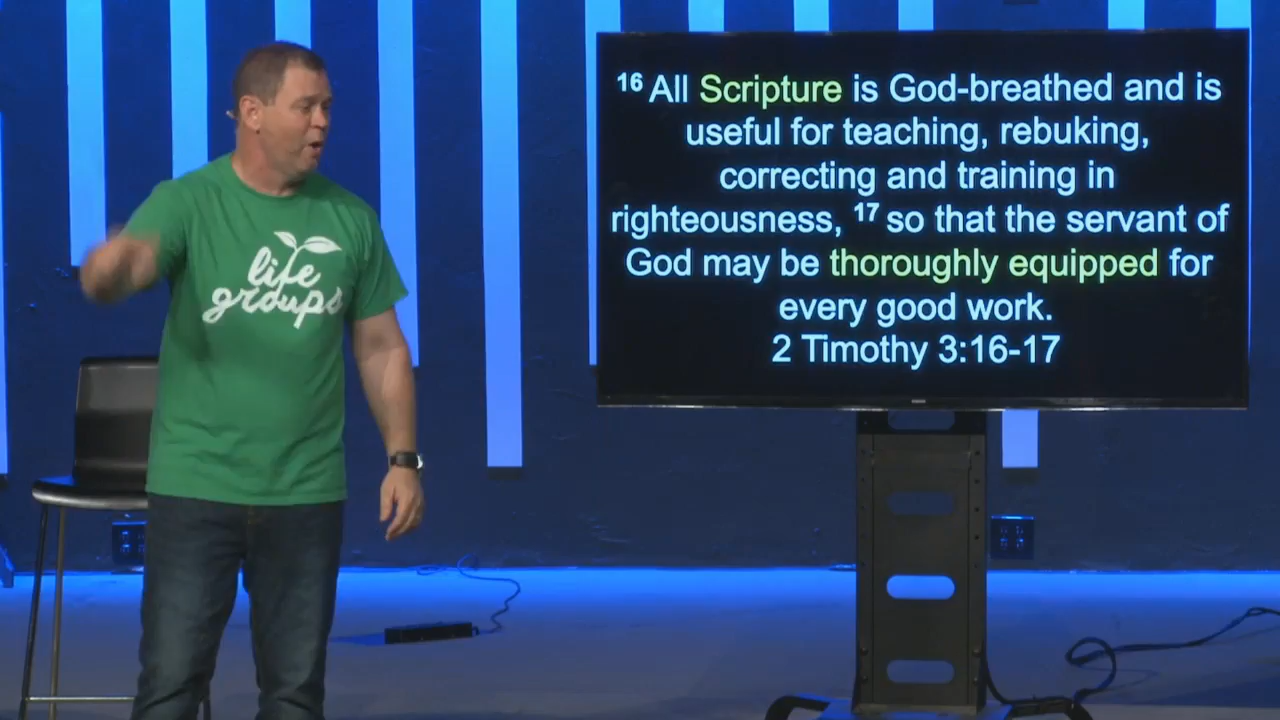 life
groups
16 All Scripture is God-breathed and is
useful for teaching, rebuking,
correcting and training in
righteousness, 17 so that the servant of
God may be thoroughly equipped for
every good work.
2 Timothy 3:16-17